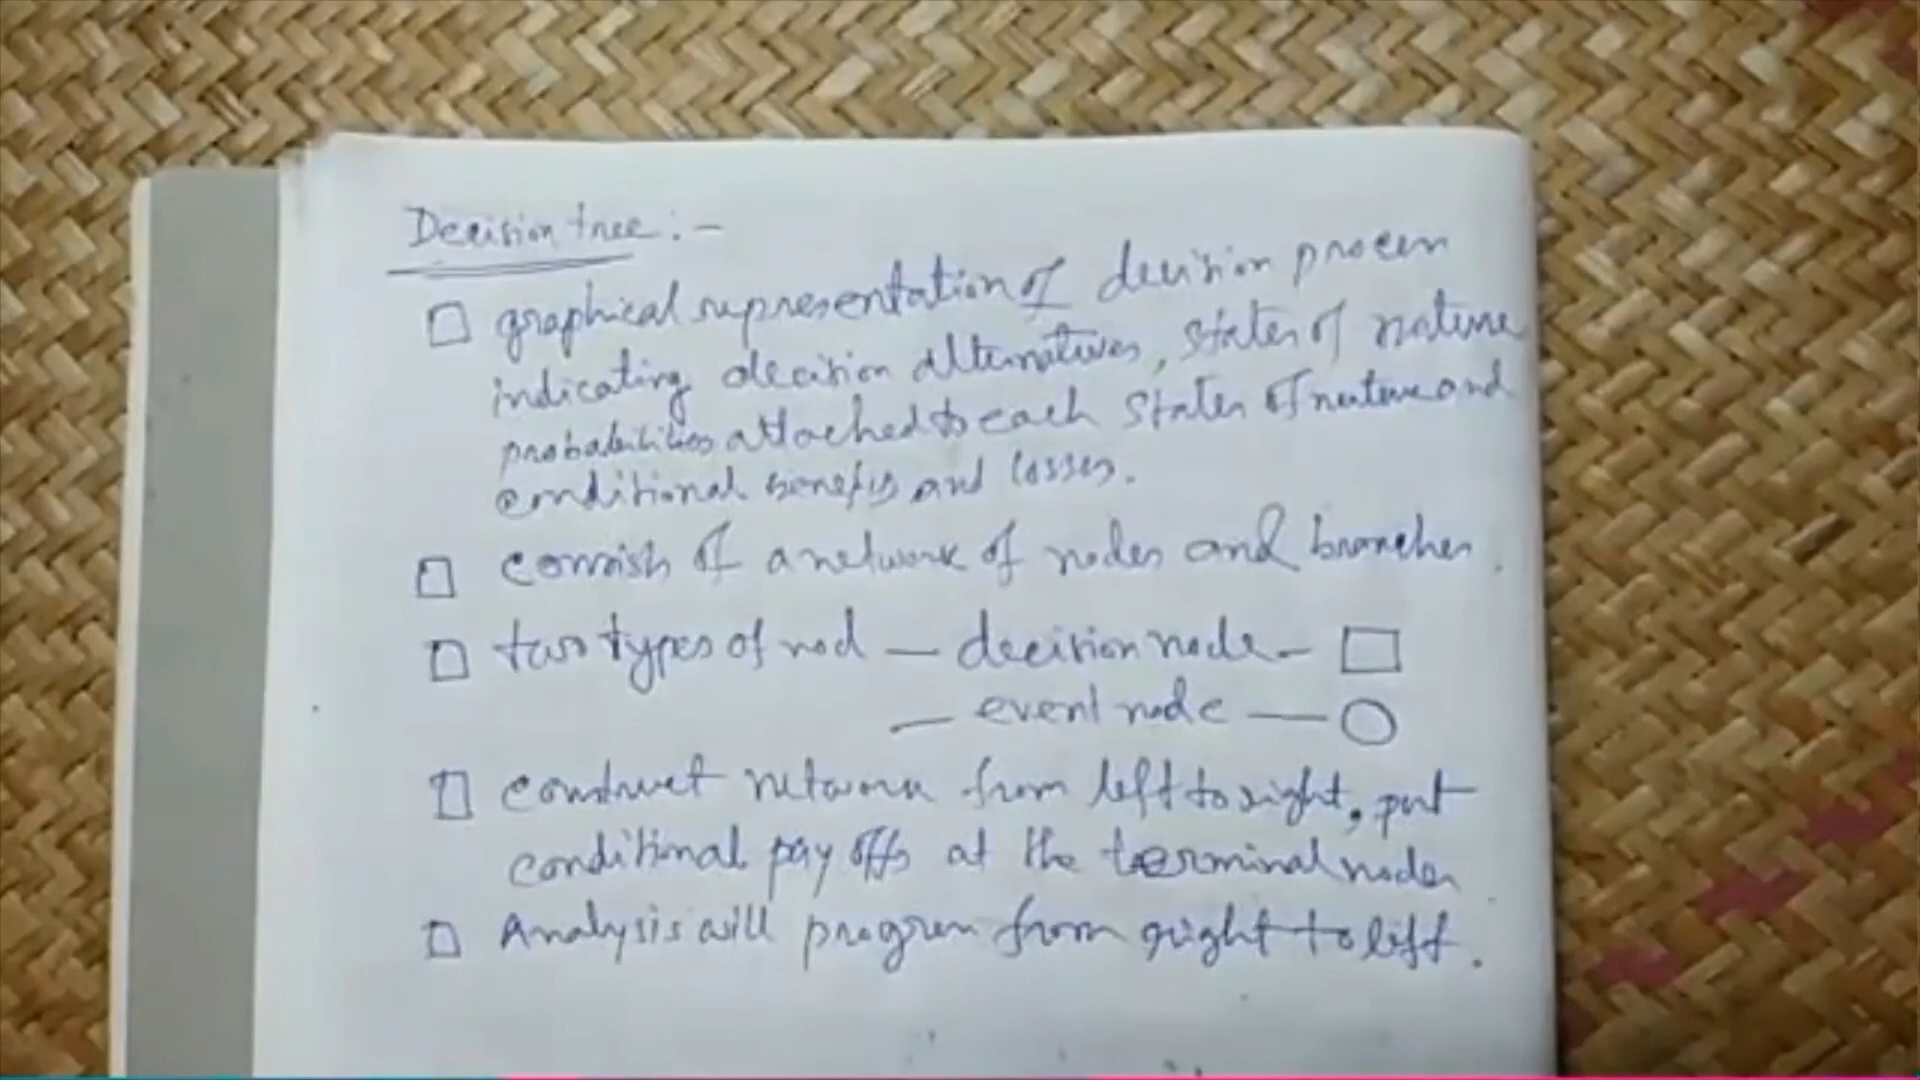 Decision tree :-
□ graphical representation of decision process
indicating decision alternatives, states of nature
probabilities attached to each states of nature and
conditional benefits and losses.
□ consists of a network of nodes and branches.
□ two types of nod — decision node — □
— event node — ○
□ construct network from left to right, put
conditional pay offs at the terminal nodes
□ Analysis will progress from right to left.